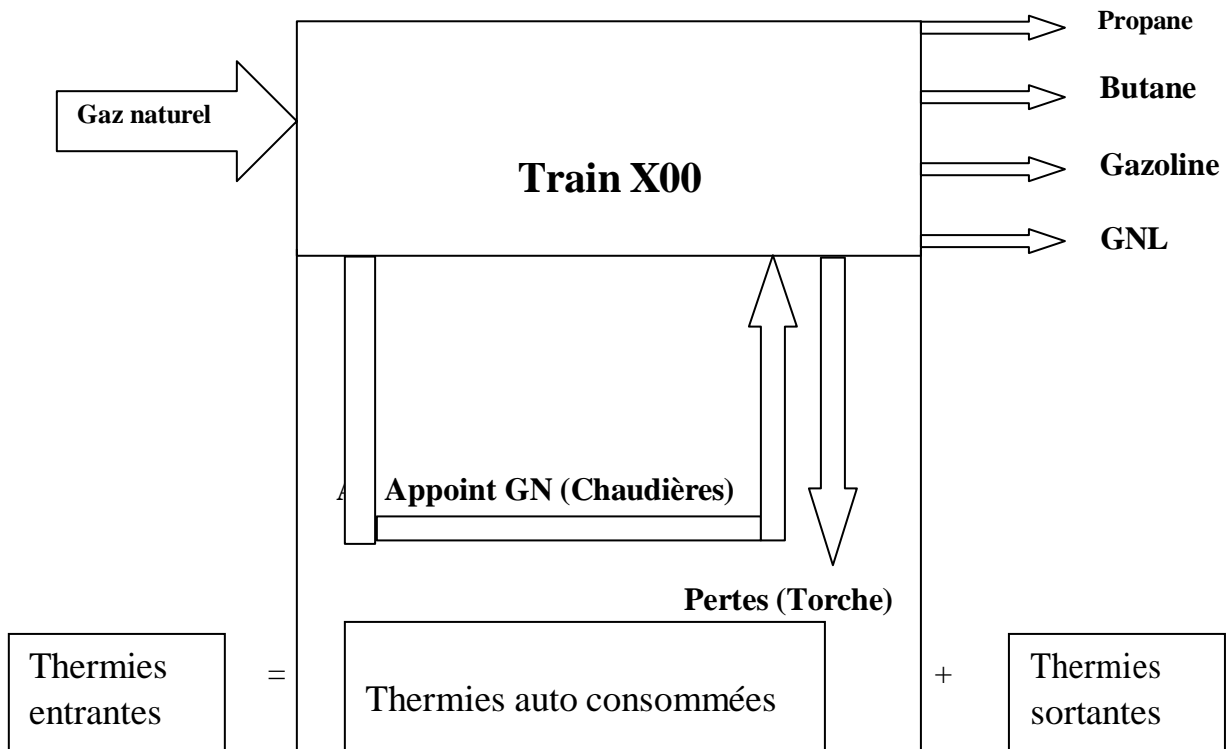 Propane
Gaz naturel
Butane
Train X00
Gazoline
GNL
Appoint GN (Chaudières)
Pertes (Torche)
Thermies
entrantes
=
Thermies auto consommées
+
Thermies
sortantes